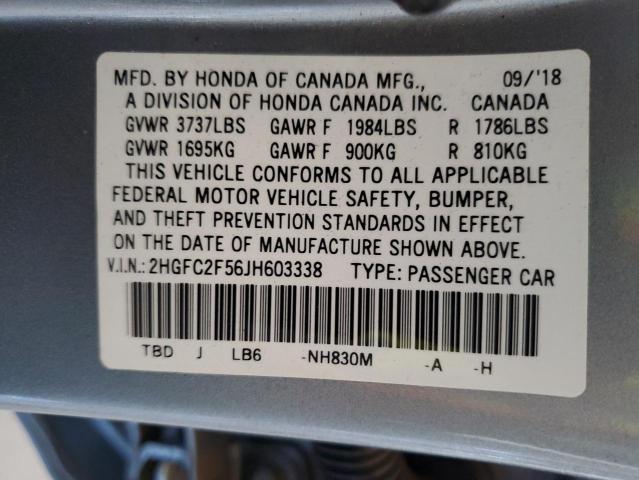 MFD. BY HONDA OF CANADA MFG., 09/'18
A DIVISION OF HONDA CANADA INC. CANADA
GVWR 3737LBS GAWR F 1984LBS R 1786LBS
GVWR 1695KG GAWR F 900KG R 810KG
THIS VEHICLE CONFORMS TO ALL APPLICABLE
FEDERAL MOTOR VEHICLE SAFETY, BUMPER,
AND THEFT PREVENTION STANDARDS IN EFFECT
ON THE DATE OF MANUFACTURE SHOWN ABOVE.
V.I.N.: 2HGFC2F56JH603338 TYPE: PASSENGER CAR
TBD J LB6 -NH830M -A -H